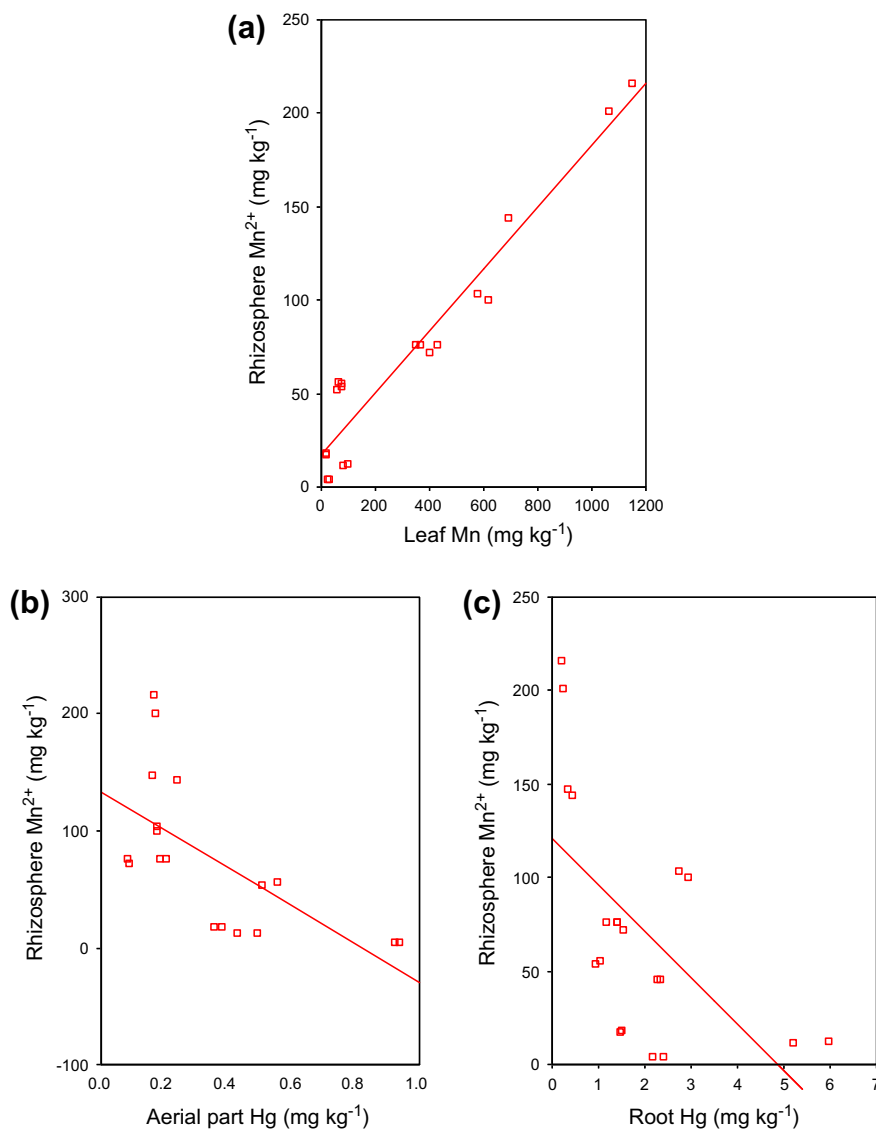 (a)
250
200
150
100
50
0
Rhizosphere Mn²⁺ (mg kg⁻¹)
0 200 400 600 800 1000 1200
Leaf Mn (mg kg⁻¹)
(b)
300
200
100
0
-100
Rhizosphere Mn²⁺ (mg kg⁻¹)
0.0 0.2 0.4 0.6 0.8 1.0
Aerial part Hg (mg kg⁻¹)
(c)
250
200
150
100
50
0
Rhizosphere Mn²⁺ (mg kg⁻¹)
0 1 2 3 4 5 6 7
Root Hg (mg kg⁻¹)